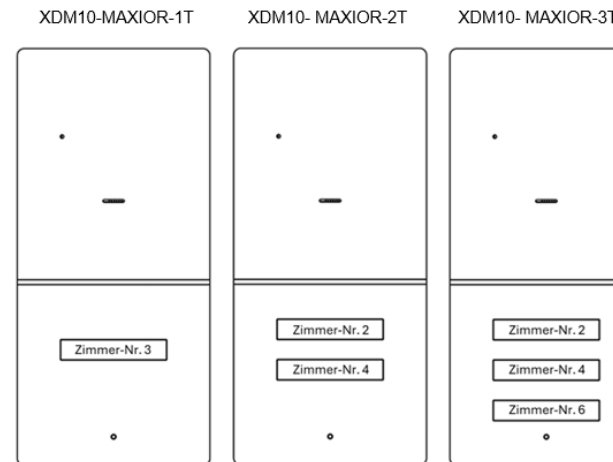 XDM10-MAXIOR-1T
XDM10- MAXIOR-2T
XDM10- MAXIOR-3T
Zimmer-Nr. 3
Zimmer-Nr. 2
Zimmer-Nr. 4
Zimmer-Nr. 2
Zimmer-Nr. 4
Zimmer-Nr. 6